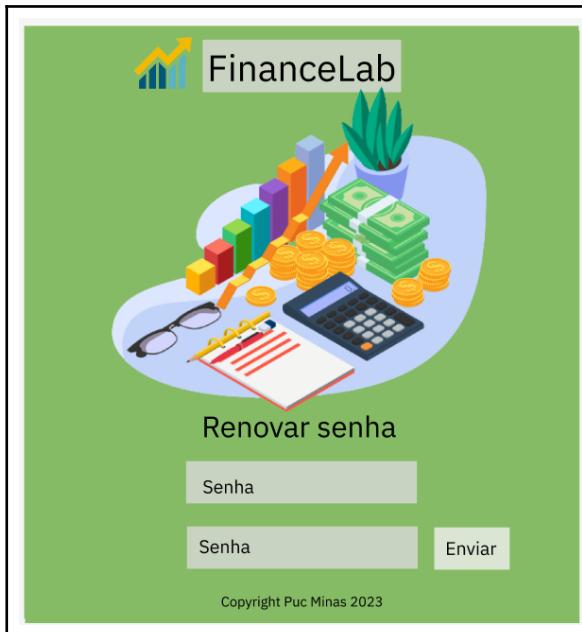 FinanceLab
Renovar senha
Senha
Senha
Enviar
Copyright Puc Minas 2023